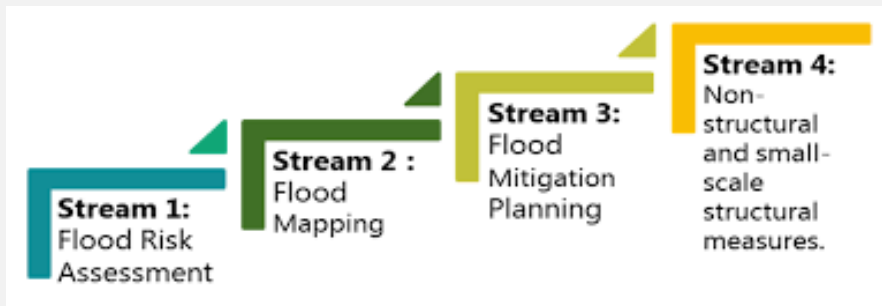 Stream 1:
Flood Risk
Assessment
Stream 2 :
Flood
Mapping
Stream 3:
Flood
Mitigation
Planning
Stream 4:
Non-
structural
and small-
scale
structural
measures.